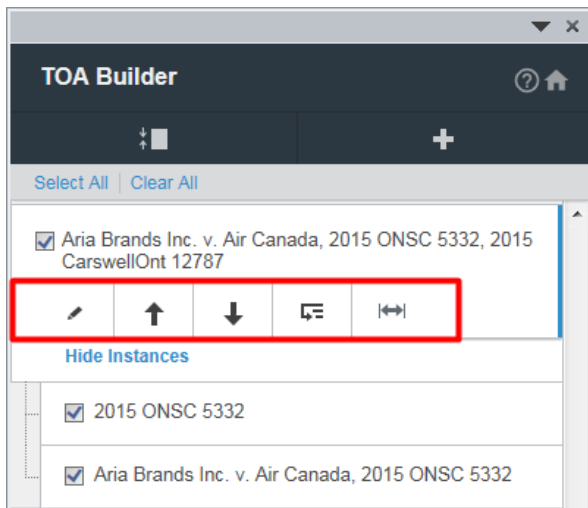 TOA Builder
Select All Clear All
Aria Brands Inc. v. Air Canada, 2015 ONSC 5332, 2015
CarswellOnt 12787
Hide Instances
2015 ONSC 5332
Aria Brands Inc. v. Air Canada, 2015 ONSC 5332